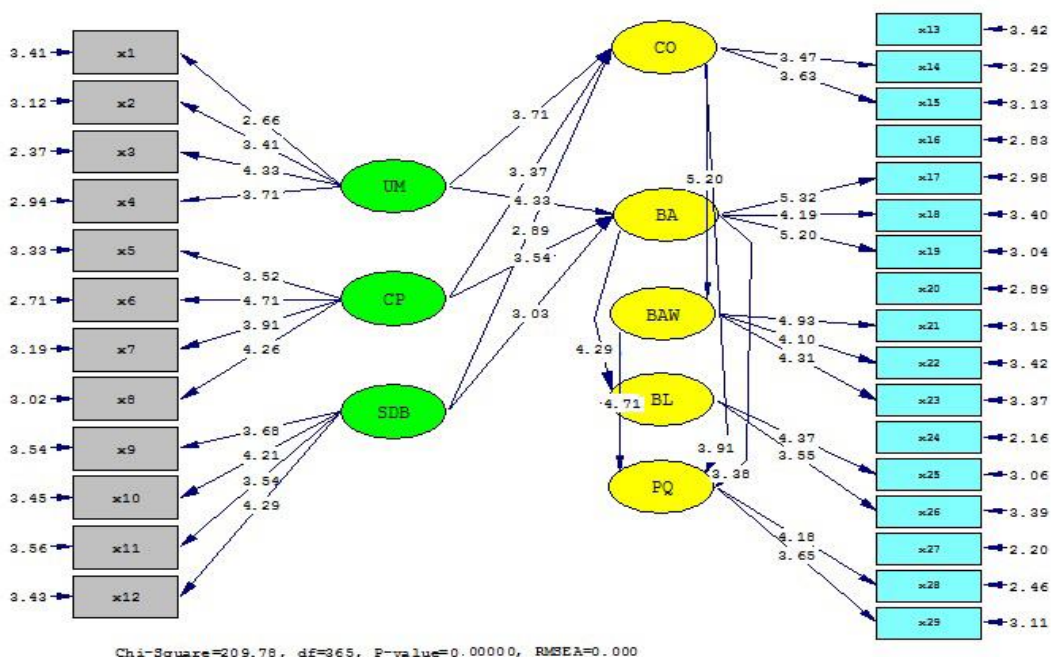 3.41 x1
3.12 x2
2.37 x3
2.94 x4
3.33 x5
2.71 x6
3.19 x7
3.02 x8
3.54 x9
3.45 x10
3.56 x11
3.43 x12
2.66
3.41
4.33
3.71
3.52
4.71
3.91
4.26
3.68
4.21
3.54
4.29
UM
CP
SDB
3.71
3.37
4.33
2.89
3.54
3.03
CO
BA
BAW
BL
PQ
5.20
4.29
4.71
3.91
3.38
3.47
3.63
5.32
4.19
5.20
4.93
4.10
4.31
4.37
3.55
4.18
3.65
x13 3.42
x14 3.29
x15 3.13
x16 2.83
x17 2.98
x18 3.40
x19 3.04
x20 2.89
x21 3.15
x22 3.42
x23 3.37
x24 2.16
x25 3.06
x26 3.39
x27 2.20
x28 2.46
x29 3.11
Chi-Square=209.78, df=365, P-value=0.00000, RMSEA=0.000